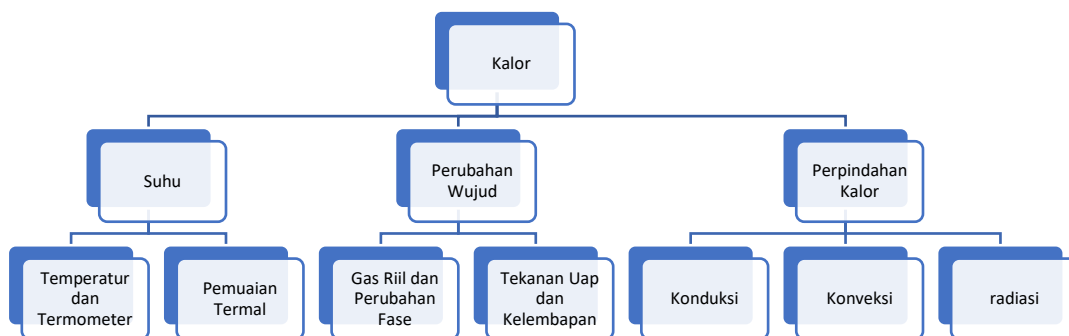 Kalor
Suhu
Perubahan
Wujud
Perpindahan
Kalor
Temperatur
dan
Termometer
Pemuaian
Termal
Gas Riil dan
Perubahan
Fase
Tekanan Uap
dan
Kelembapan
Konduksi
Konveksi
radiasi